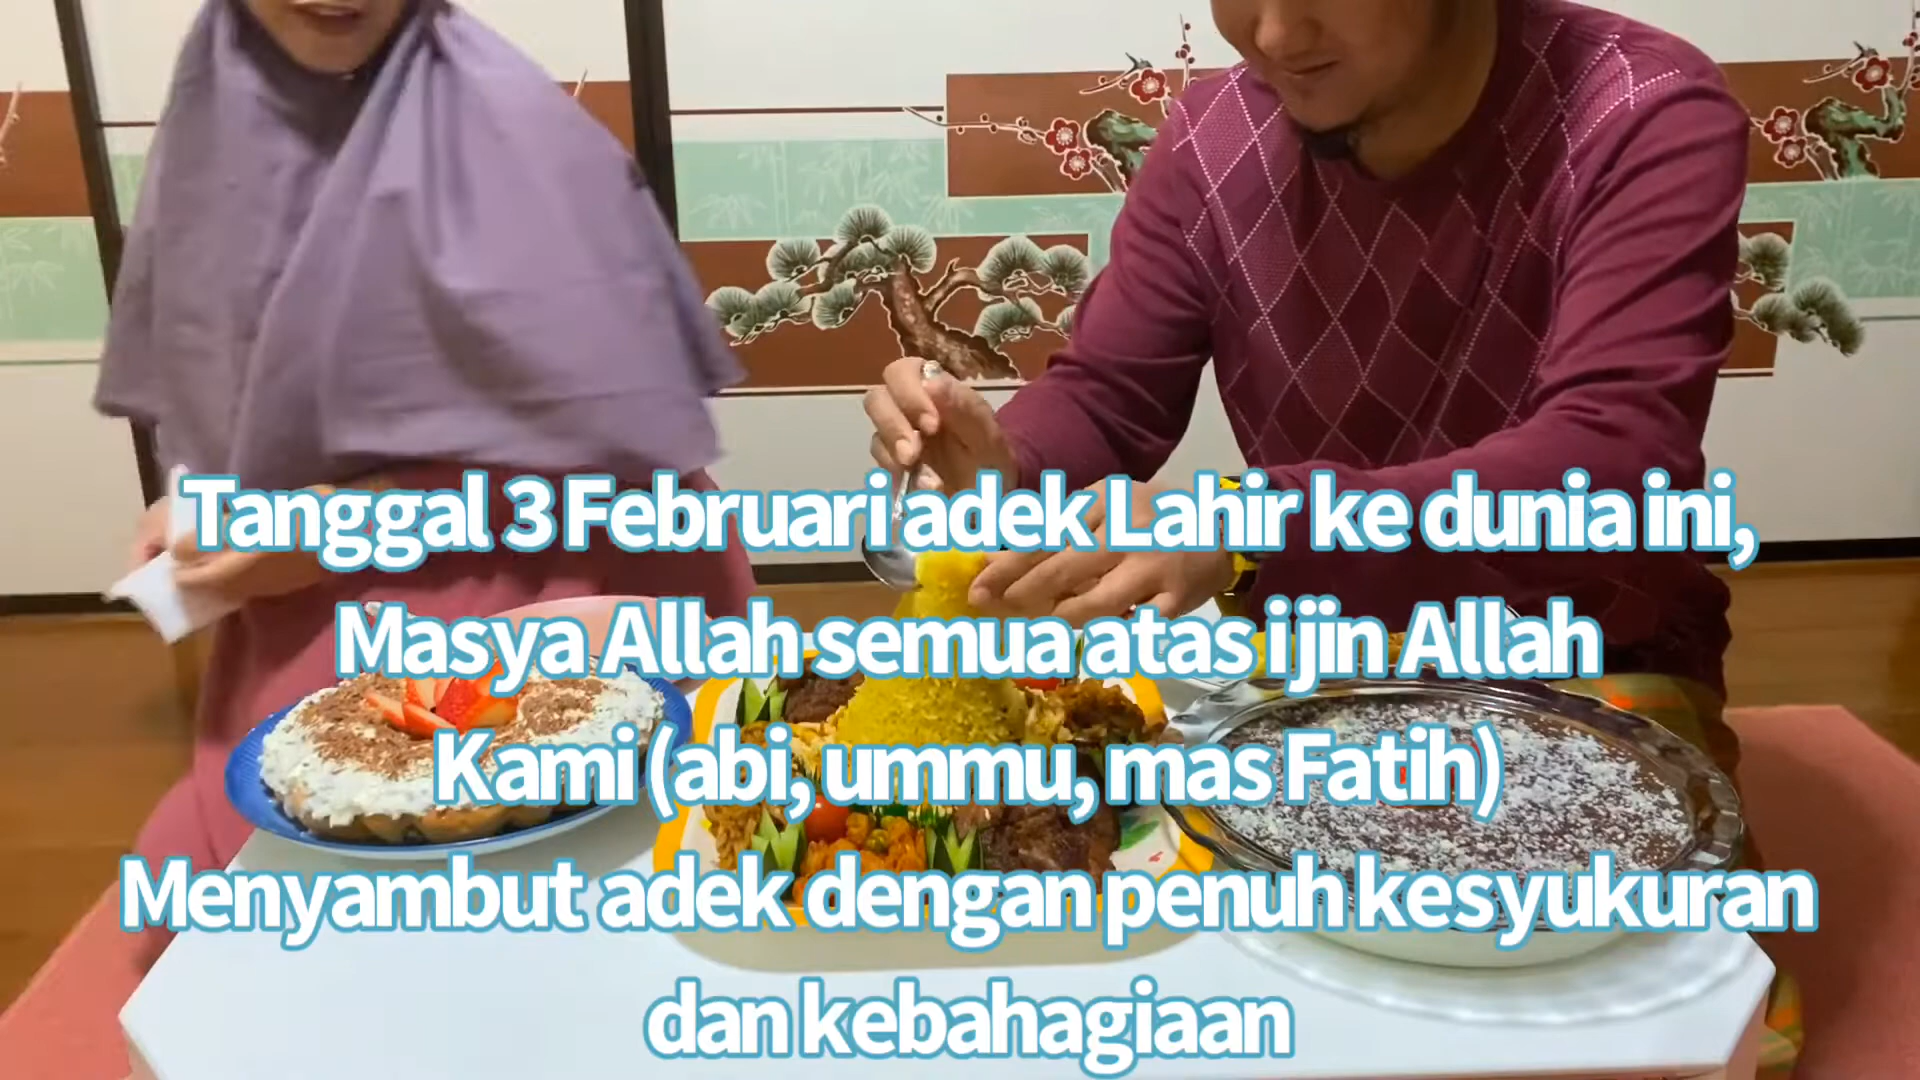 Tanggal 3 Februari adek Lahir ke dunia ini,
Masya Allah semua atas ijin Allah
Kami (abi, ummu, mas Fatih)
Menyambut adek dengan penuh kesyukuran
dan kebahagiaan